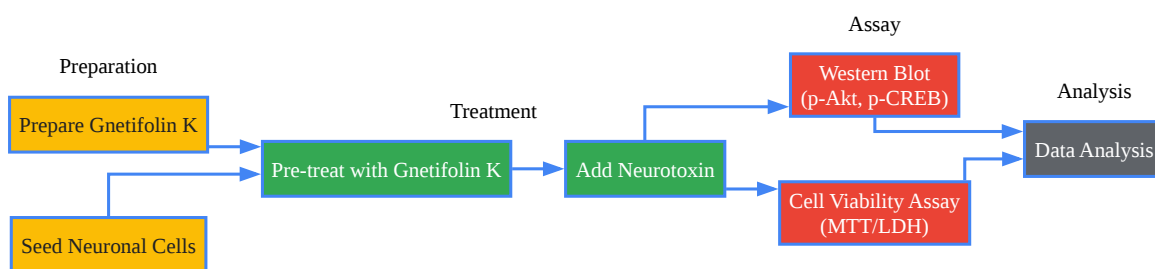 Preparation
Prepare Gnetifolin K
Seed Neuronal Cells
Treatment
Pre-treat with Gnetifolin K
Add Neurotoxin
Assay
Western Blot
(p-Akt, p-CREB)
Cell Viability Assay
(MTT/LDH)
Analysis
Data Analysis